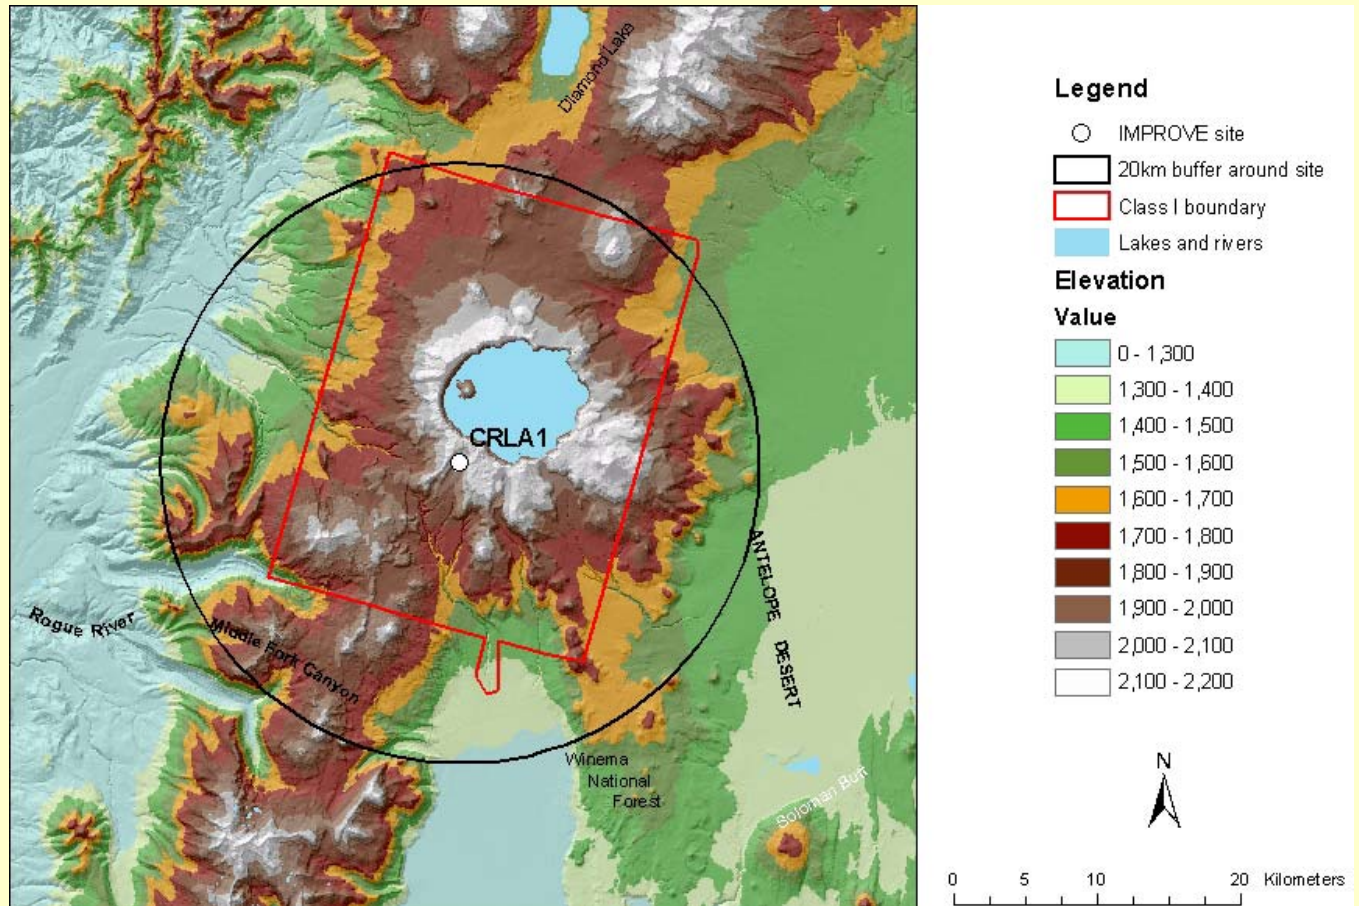 Diamond Lake
CRLA1
ANTELOPE DESERT
Rogue River
Middle Fork Canyon
Winema
National
Forest
Soloman Butt
Legend
IMPROVE site
20km buffer around site
Class I boundary
Lakes and rivers
Elevation
Value
0 - 1,300
1,300 - 1,400
1,400 - 1,500
1,500 - 1,600
1,600 - 1,700
1,700 - 1,800
1,800 - 1,900
1,900 - 2,000
2,000 - 2,100
2,100 - 2,200
N
0 5 10 20 Kilometers